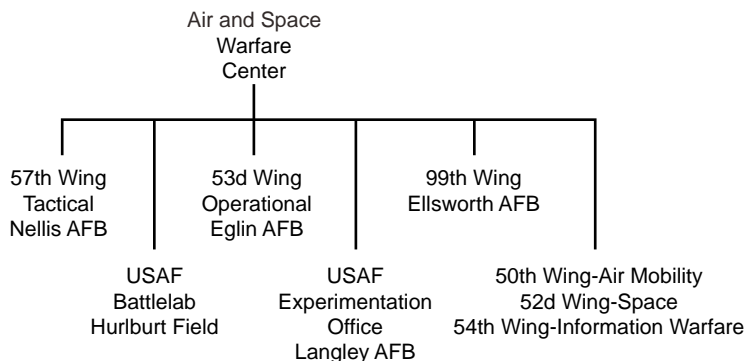 Air and Space
Warfare
Center
57th Wing
Tactical
Nellis AFB
53d Wing
Operational
Eglin AFB
99th Wing
Ellsworth AFB
USAF
Battlelab
Hurlburt Field
USAF
Experimentation
Office
Langley AFB
50th Wing-Air Mobility
52d Wing-Space
54th Wing-Information Warfare